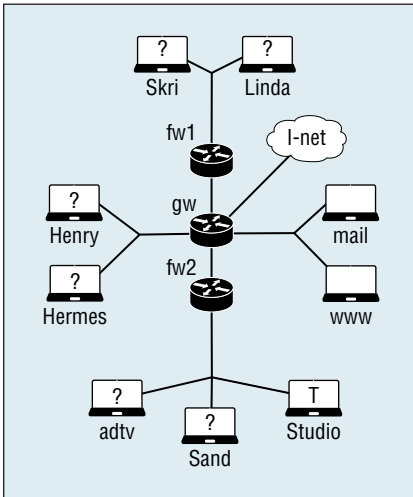 ? ?
Skri Linda
fw1
I-net
gw
? 
Henry mail
fw2
?
Hermes www
? ? T
adtv Sand Studio